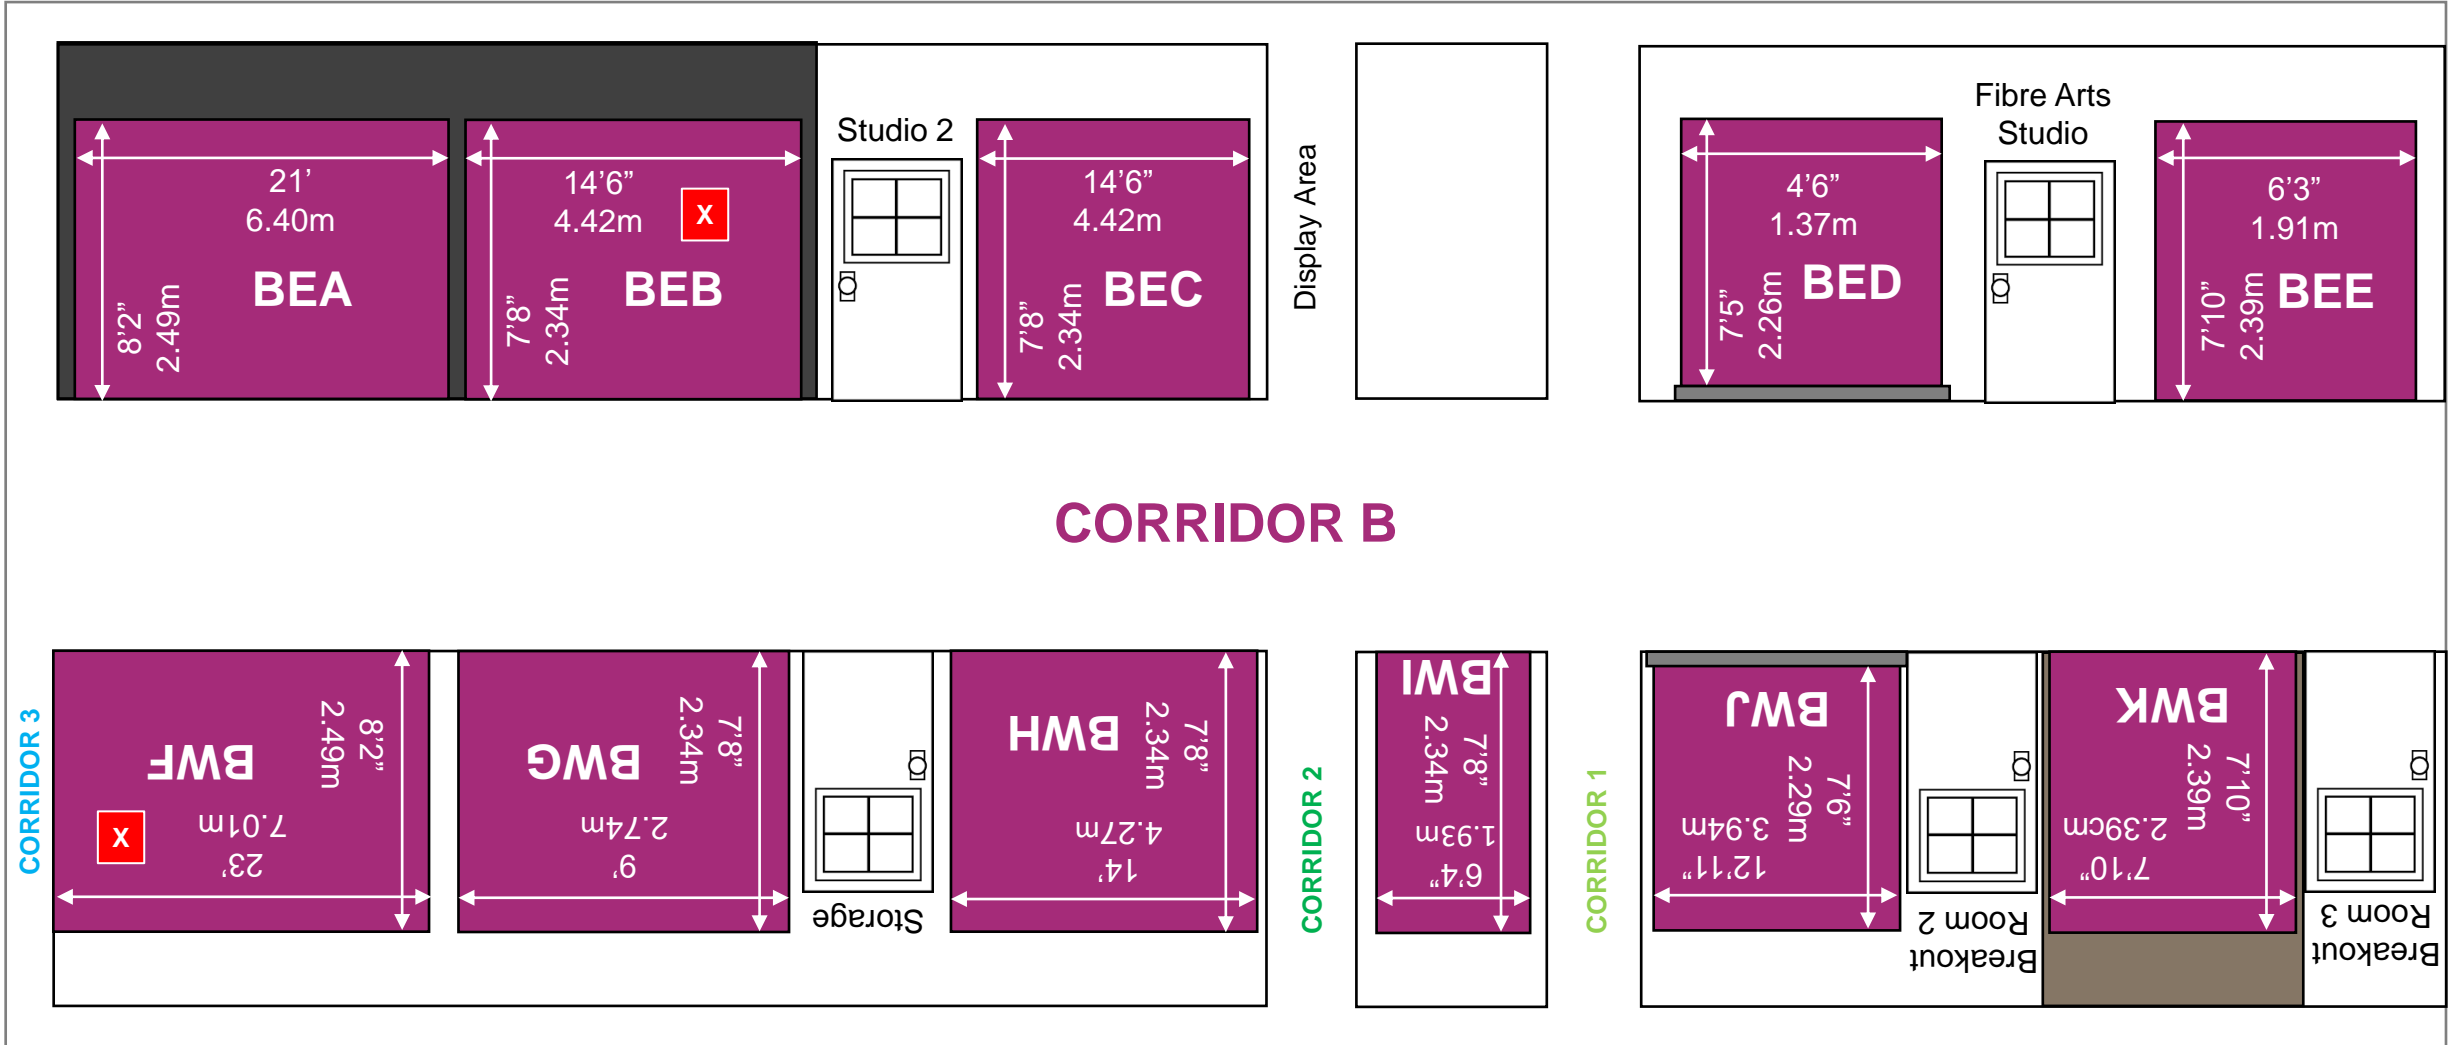 Studio 2
21’
6.40m
BEA
8’2”
2.49m
14’6”
4.42m
X
BEB
7’8”
2.34m
14’6”
4.42m
BEC
7’8”
2.34m
Display Area
4’6”
1.37m
BED
7’5”
2.26m
Fibre Arts
Studio
6’3”
1.91m
BEE
7’10”
2.39m
CORRIDOR B
CORRIDOR 3
BWF
8’2”
2.49m
X
7.01m
23’
BWG
7’8”
2.34m
2.74m
9’
Storage
BWH
7’8”
2.34m
4.27m
14’
CORRIDOR 2
BWI
7’8”
2.34m
1.93m
6’4”
CORRIDOR 1
BWJ
7’6”
2.29m
3.94m
12’11”
Breakout
Room 2
BWK
7’10”
2.39m
2.39cm
7’10”
Breakout
Room 3